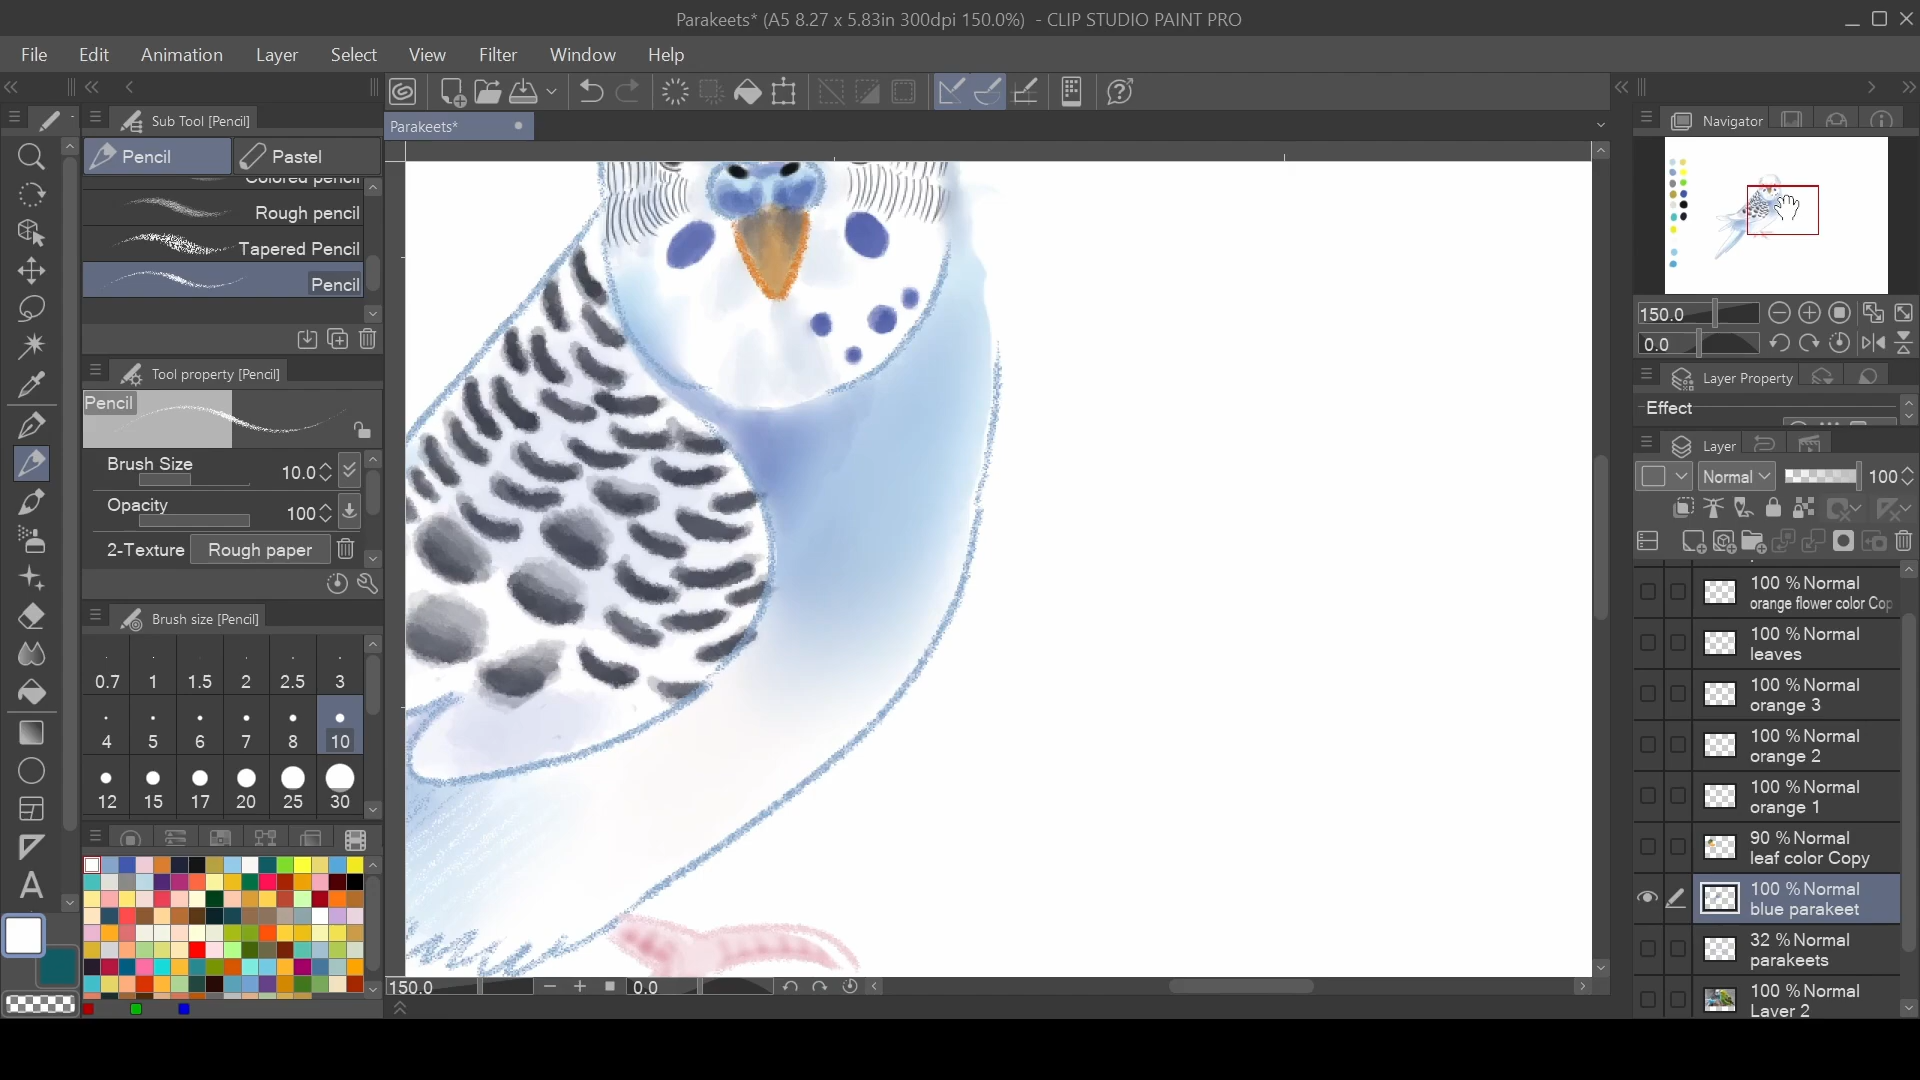 Parakeets* (A5 8.27 x 5.83in 300dpi 150.0%) - CLIP STUDIO PAINT PRO
File Edit Animation Layer Select View Filter Window Help
Sub Tool [Pencil]
Pencil Pastel
Colored pencil
Rough pencil
Tapered Pencil
Pencil
Tool property [Pencil]
Pencil
Brush Size 10.0
Opacity 100
2-Texture Rough paper
Brush size [Pencil]
0.7 1 1.5 2 2.5 3
4 5 6 7 8 10
12 15 17 20 25 30
Parakeets*
150.0 0.0
Navigator
150.0
0.0
Layer Property
Effect
Layer
Normal 100
100 % Normal
orange flower color Cop
100 % Normal
leaves
100 % Normal
orange 3
100 % Normal
orange 2
100 % Normal
orange 1
90 % Normal
leaf color Copy
100 % Normal
blue parakeet
32 % Normal
parakeets
100 % Normal
Layer 2